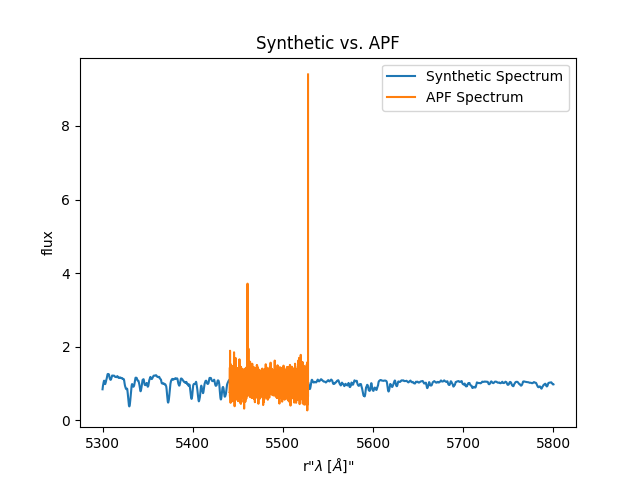 Synthetic vs. APF
Synthetic Spectrum
APF Spectrum
flux
8
6
4
2
0
5300 5400 5500 5600 5700 5800
r"λ [Å]"